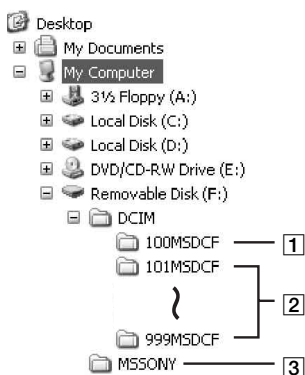 Desktop
My Documents
My Computer
3½ Floppy (A:)
Local Disk (C:)
Local Disk (D:)
DVD/CD-RW Drive (E:)
Removable Disk (F:)
DCIM
100MSDCF 1
101MSDCF
2
999MSDCF
MSSONY 3